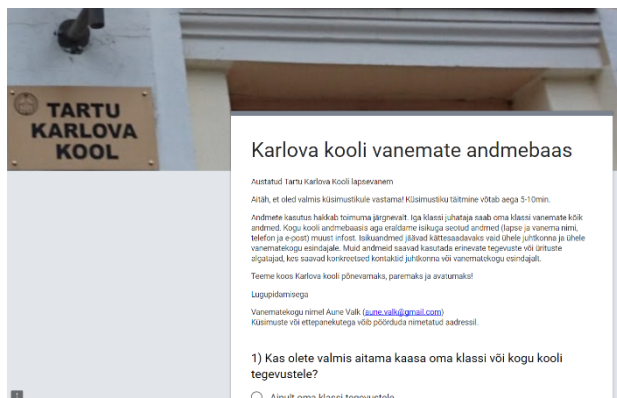 TARTU
KARLOVA
KOOL
Karlova kooli vanemate andmebaas
Austatud Tartu Karlova Kooli lapsevanem
Aitäh, et oled valmis küsimustikule vastama! Küsimustiku täitmine võtab aega 5-10min.
Andmete kasutus hakkab toimuma järgnevalt. Iga klassi juhataja saab oma klassi vanemate kõik
andmed. Kogu kooli andmebaasis aga eraldame isikuga seotud andmed (lapse ja vanema nimi,
telefon ja e-post) muust infost. Isikuandmed jäävad kättesaadavaks vaid ühele juhtkonna ja ühele
vanematekogu esindajale. Muid andmeid saavad kasutada erinevate tegevuste või ürituste
algatajad, kes saavad konkreetsed kontaktid juhtkonna või vanematekogu esindajalt.
Teeme koos Karlova kooli põnevamaks, paremaks ja avatumaks!
Lugupidamisega
Vanematekogu nimel Aune Valk (aune.valk@gmail.com)
Küsimuste või ettepanekutega võib pöörduda nimetatud aadressil.
1) Kas olete valmis aitama kaasa oma klassi või kogu kooli
tegevustele?
Ainult oma klassi tegevustele